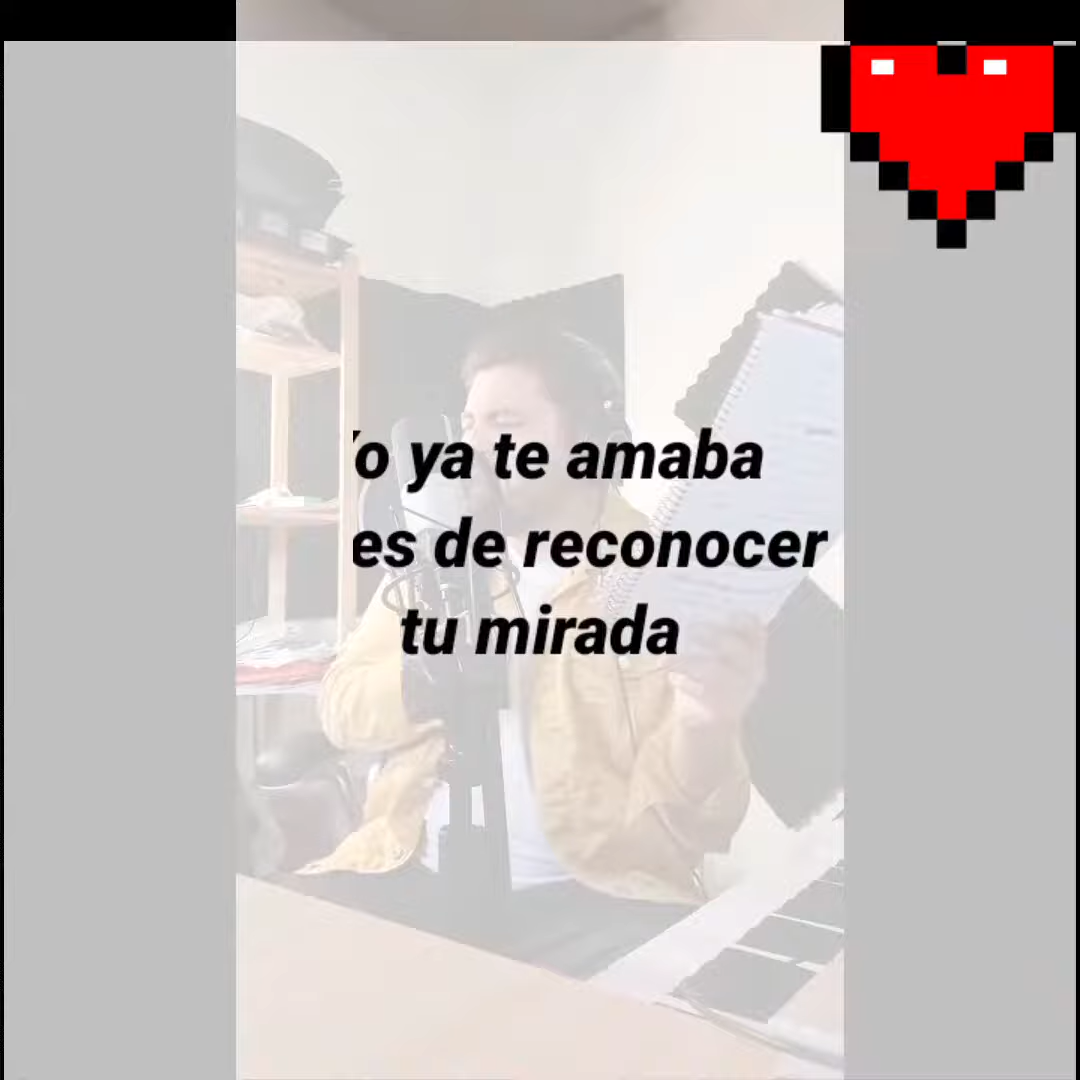 o ya te amaba
es de reconocer
tu mirada